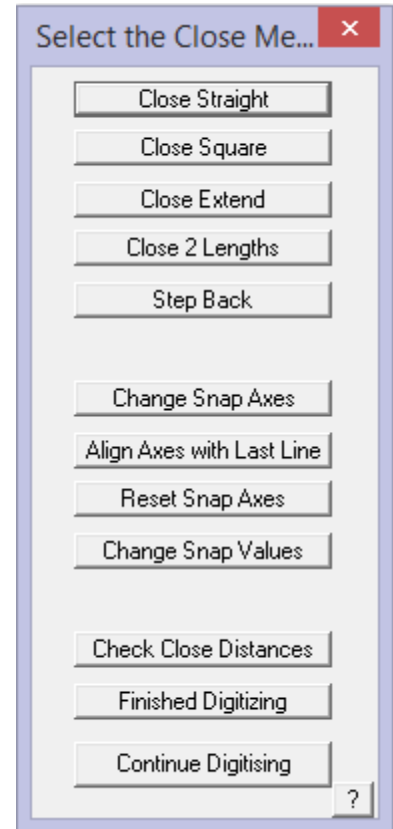 Select the Close Me...
Close Straight
Close Square
Close Extend
Close 2 Lengths
Step Back
Change Snap Axes
Align Axes with Last Line
Reset Snap Axes
Change Snap Values
Check Close Distances
Finished Digitizing
Continue Digitising
?